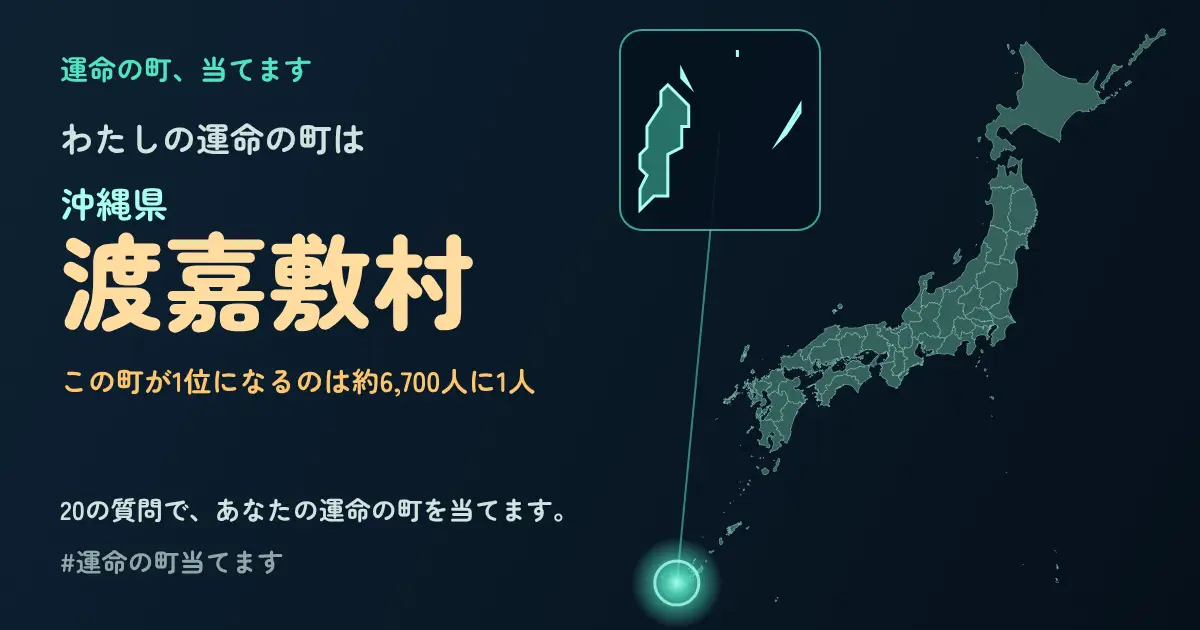 運命の町、当てます
わたしの運命の町は
沖縄県
渡嘉敷村
この町が1位になるのは約6,700人に1人
20の質問で、あなたの運命の町を当てます。
#運命の町当てます